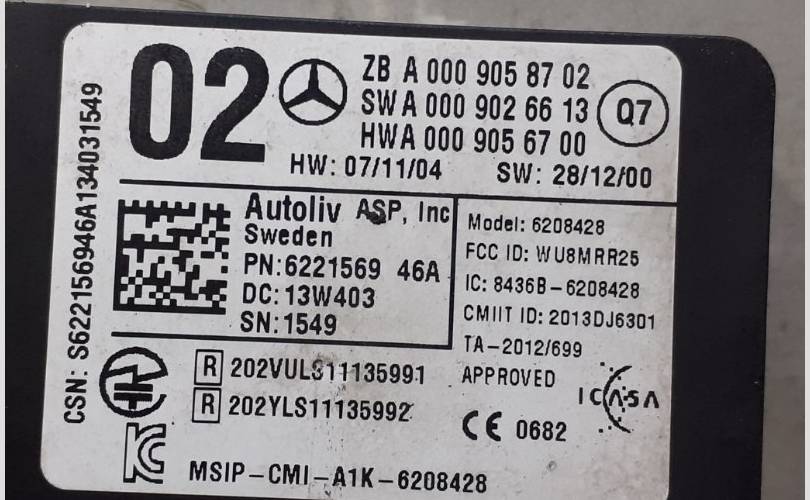 02
ZB A 000 905 87 02
SW A 000 902 66 13
HW A 000 905 67 00
Q7
HW: 07/11/04 SW: 28/12/00
CSN: S622156946A134031549
Autoliv ASP, Inc
Sweden
PN:6221569 46A
DC:13W403
SN:1549
Model: 6208428
FCC ID: WU8MRR25
IC: 8436B-6208428
CMIIT ID: 2013DJ6301
TA-2012/699
APPROVED
ICASA
R 202VULS11135991
R 202YLS11135992
CE 0682
MSIP-CMI-A1K-6208428